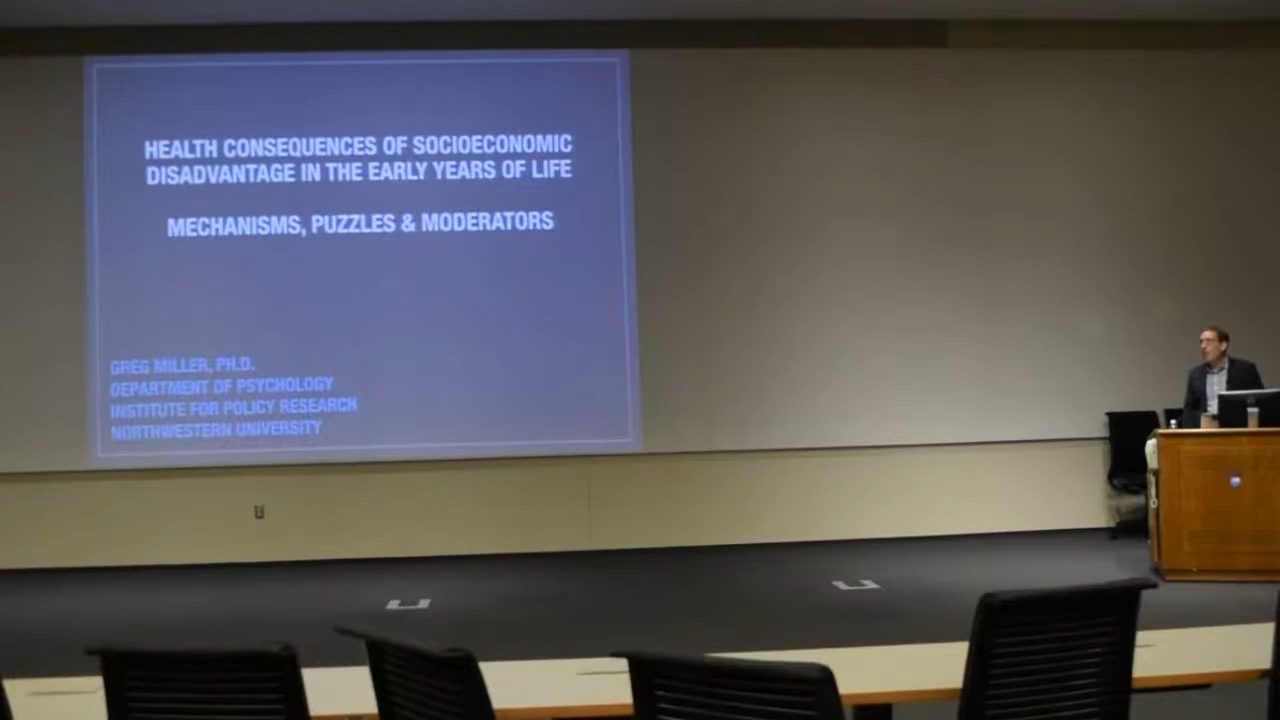 HEALTH CONSEQUENCES OF SOCIOECONOMIC
DISADVANTAGE IN THE EARLY YEARS OF LIFE
MECHANISMS, PUZZLES & MODERATORS
GREG MILLER, PH.D.
DEPARTMENT OF PSYCHOLOGY
INSTITUTE FOR POLICY RESEARCH
NORTHWESTERN UNIVERSITY